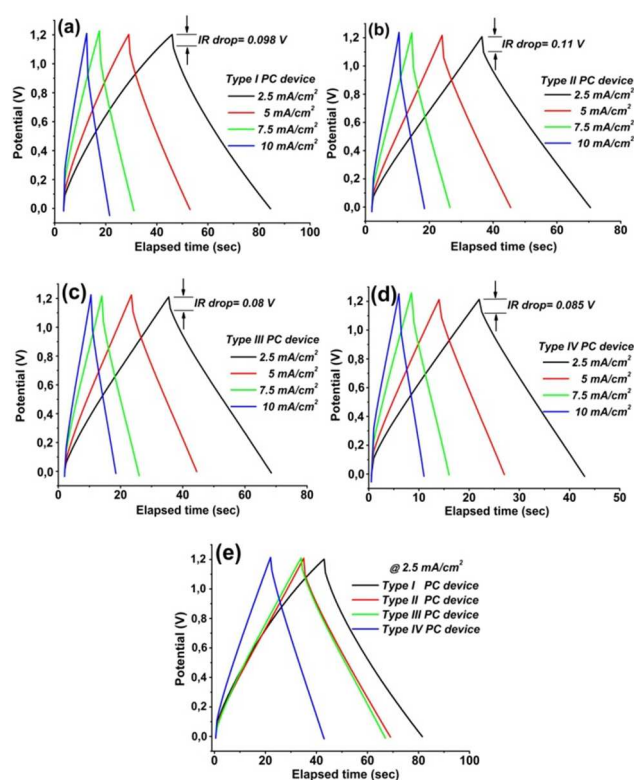 (a)
IR drop= 0.098 V
Type I PC device
2.5 mA/cm²
5 mA/cm²
7.5 mA/cm²
10 mA/cm²
Potential (V)
1,2
1,0
0,8
0,6
0,4
0,2
0,0
0 20 40 60 80 100
Elapsed time (sec)
(b)
IR drop= 0.11 V
Type II PC device
2.5 mA/cm²
5 mA/cm²
7.5 mA/cm²
10 mA/cm²
Potential (V)
1,2
1,0
0,8
0,6
0,4
0,2
0,0
0 20 40 60 80
Elapsed time (sec)
(c)
IR drop= 0.08 V
Type III PC device
2.5 mA/cm²
5 mA/cm²
7.5 mA/cm²
10 mA/cm²
Potential (V)
1,2
1,0
0,8
0,6
0,4
0,2
0,0
0 20 40 60 80
Elapsed time (sec)
(d)
IR drop= 0.085 V
Type IV PC device
2.5 mA/cm²
5 mA/cm²
7.5 mA/cm²
10 mA/cm²
Potential (V)
1,2
1,0
0,8
0,6
0,4
0,2
0,0
0 10 20 30 40 50
Elapsed time (sec)
(e)
@ 2.5 mA/cm²
Type I PC device
Type II PC device
Type III PC device
Type IV PC device
Potential (V)
1,2
1,0
0,8
0,6
0,4
0,2
0,0
0 20 40 60 80 100
Elapsed time (sec)